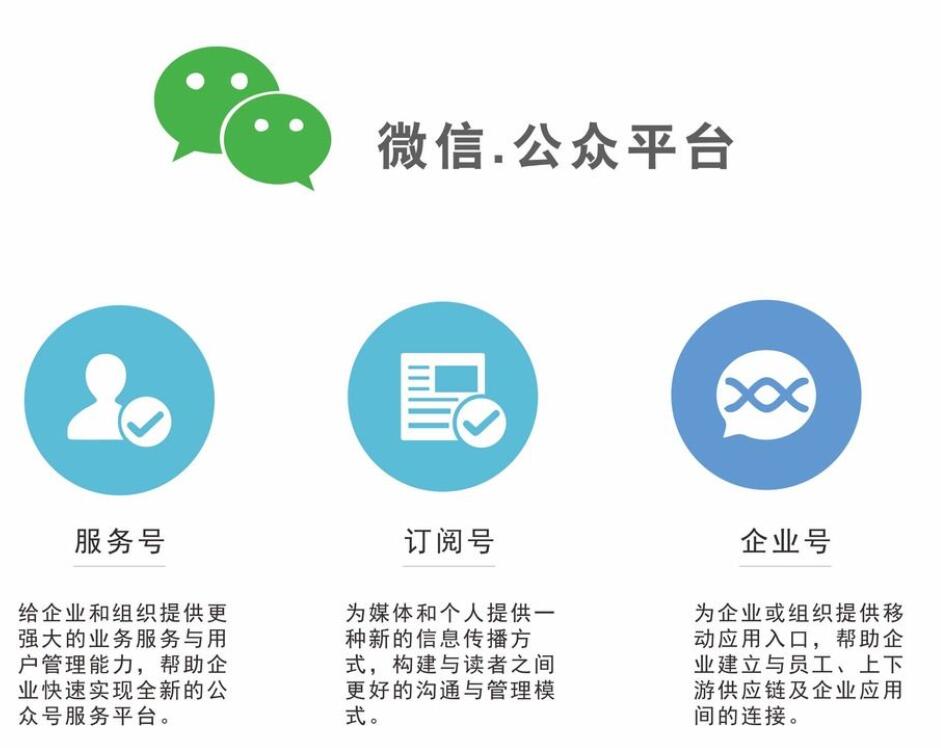 微信.公众平台
服务号
给企业和组织提供更
强大的业务服务与用
户管理能力，帮助企
业快速实现全新的公
众号服务平台。
订阅号
为媒体和个人提供一
种新的信息传播方
式，构建与读者之间
更好的沟通与管理模
式。
企业号
为企业或组织提供移
动应用入口，帮助企
业建立与员工、上下
游供应链及企业应用
间的连接。